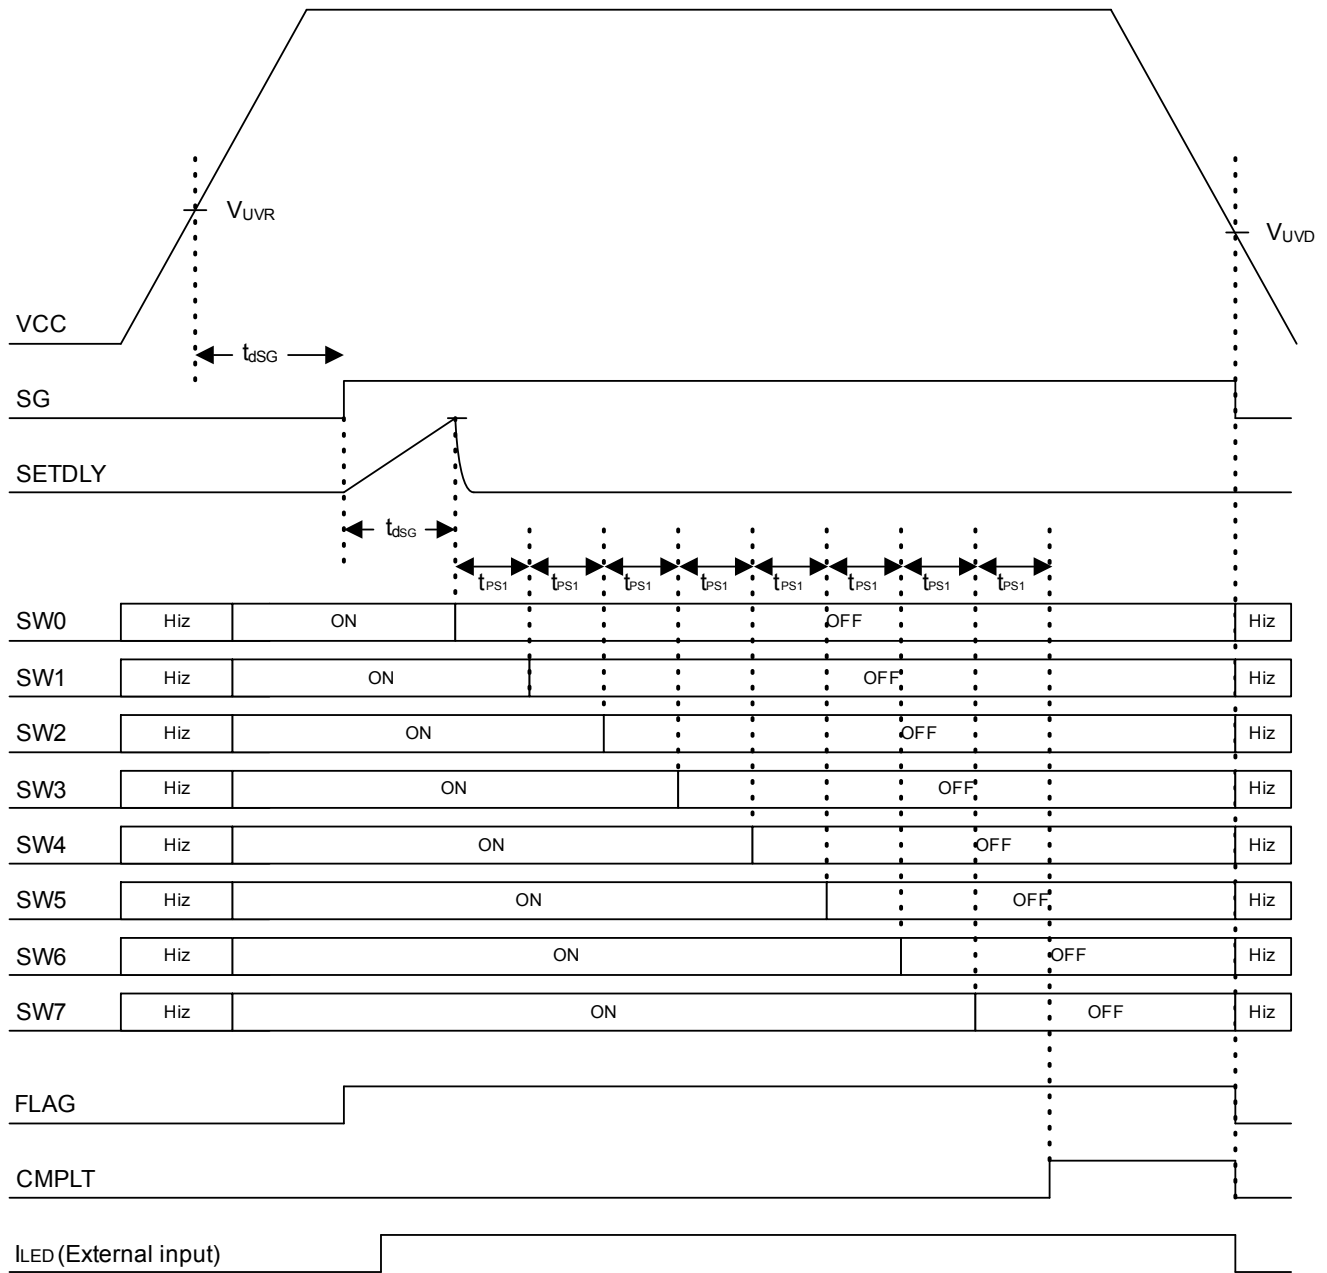 VUVR
VUVD
VCC
tdSG
SG
SETDLY
tdSG
tPS1 tPS1 tPS1 tPS1 tPS1 tPS1 tPS1 tPS1
SW0 Hiz ON OFF Hiz
SW1 Hiz ON OFF Hiz
SW2 Hiz ON OFF Hiz
SW3 Hiz ON OFF Hiz
SW4 Hiz ON OFF Hiz
SW5 Hiz ON OFF Hiz
SW6 Hiz ON OFF Hiz
SW7 Hiz ON OFF Hiz
FLAG
CMPLT
ILED (External input)